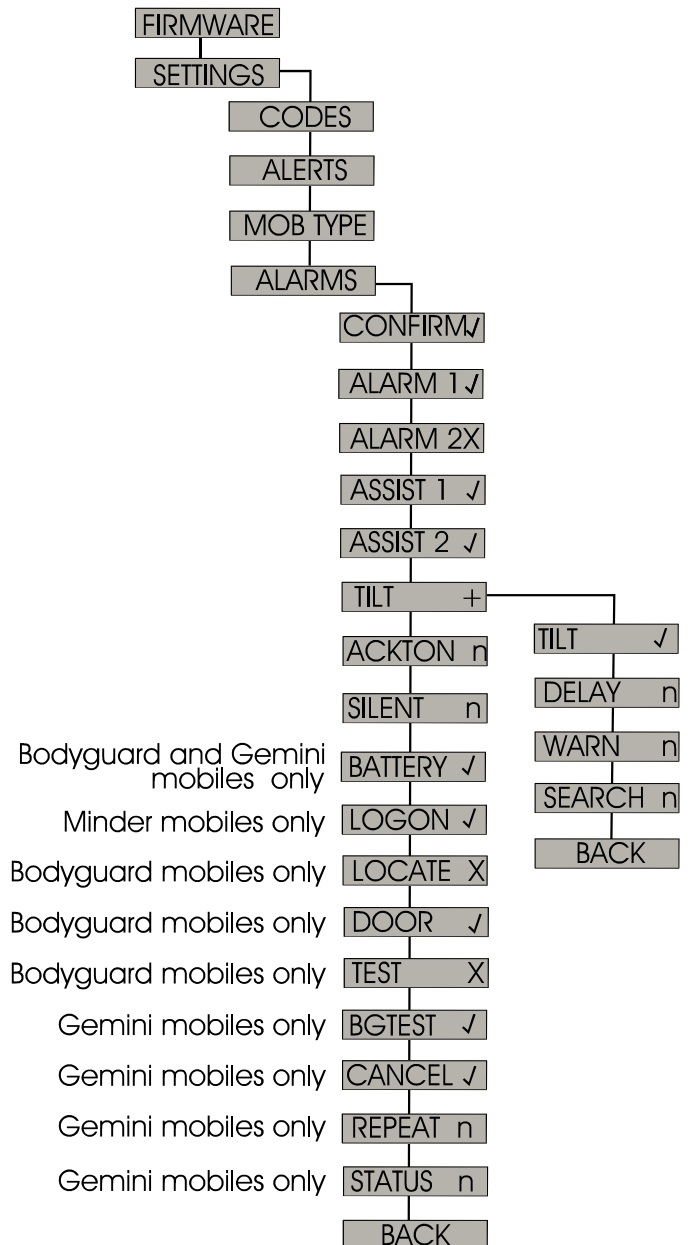 FIRMWARE
SETTINGS
CODES
ALERTS
MOB TYPE
ALARMS
CONFIRM√
ALARM 1√
ALARM 2X
ASSIST 1 √
ASSIST 2 √
TILT +
ACKTON n
SILENT n
Bodyguard and Gemini
mobiles only
BATTERY √
Minder mobiles only LOGON √
Bodyguard mobiles only LOCATE X
Bodyguard mobiles only DOOR √
Bodyguard mobiles only TEST X
Gemini mobiles only BGTEST √
Gemini mobiles only CANCEL √
Gemini mobiles only REPEAT n
Gemini mobiles only STATUS n
BACK
TILT √
DELAY n
WARN n
SEARCH n
BACK